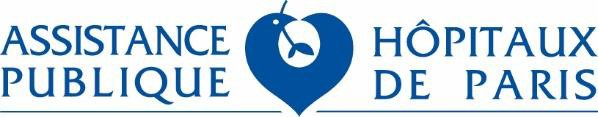 ASSISTANCE
PUBLIQUE
HÔPITAUX
DE PARIS